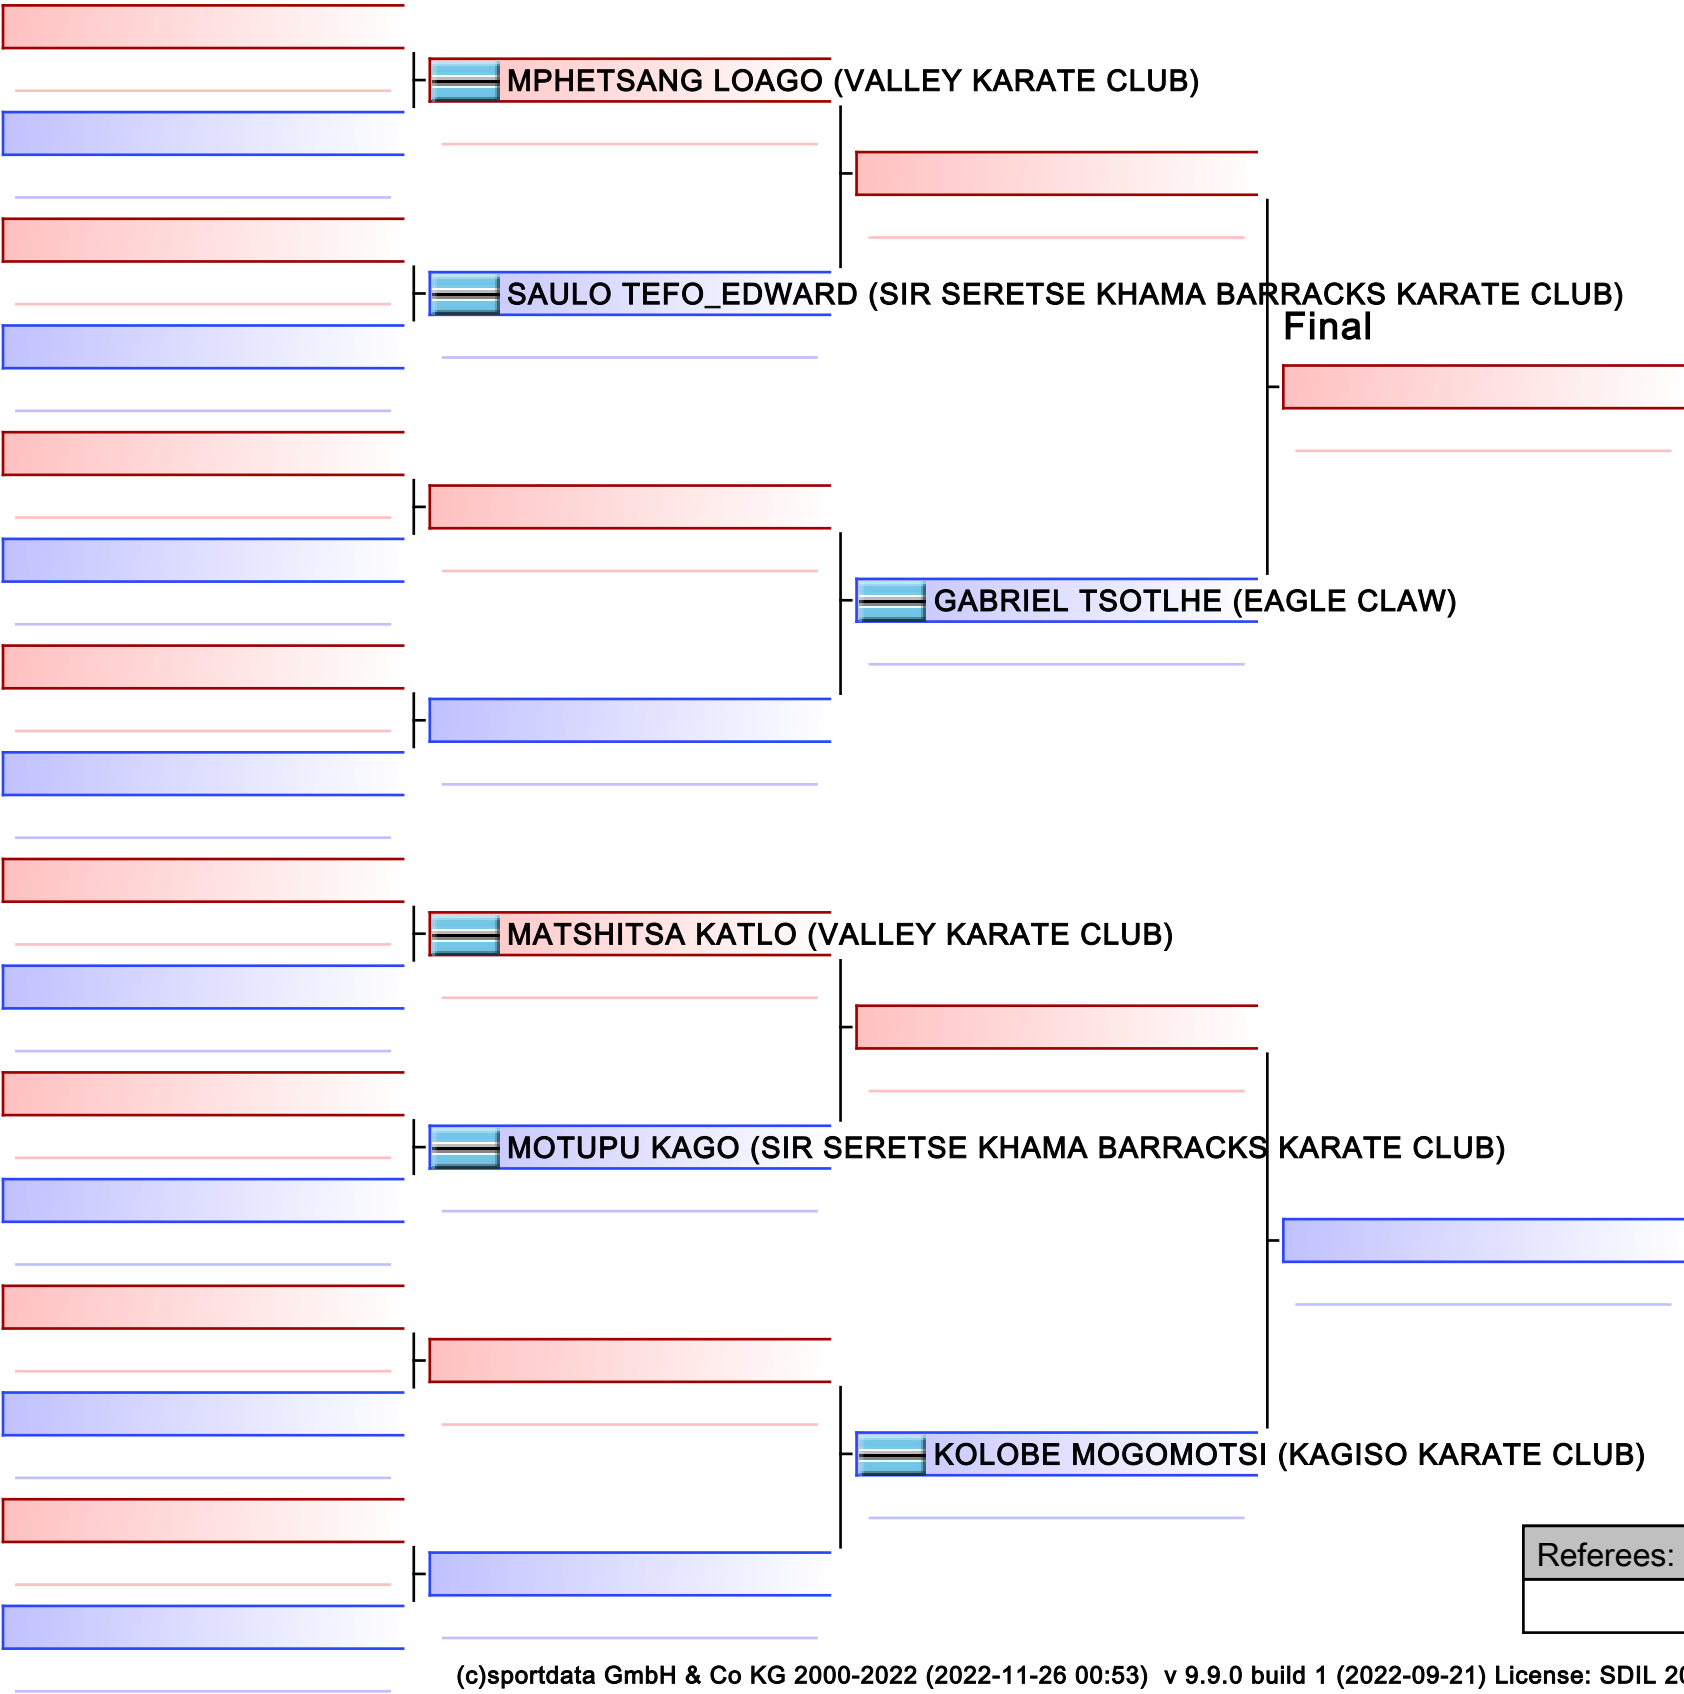 MPHETSANG LOAGO (VALLEY KARATE CLUB)
SAULO TEFO_EDWARD (SIR SERETSE KHAMA BARRACKS KARATE CLUB)
Final
GABRIEL TSOTLHE (EAGLE CLAW)
MATSHITSA KATLO (VALLEY KARATE CLUB)
MOTUPU KAGO (SIR SERETSE KHAMA BARRACKS KARATE CLUB)
KOLOBE MOGOMOTSI (KAGISO KARATE CLUB)
Referees:
(c)sportdata GmbH & Co KG 2000-2022 (2022-11-26 00:53) v 9.9.0 build 1 (2022-09-21) License: SDIL